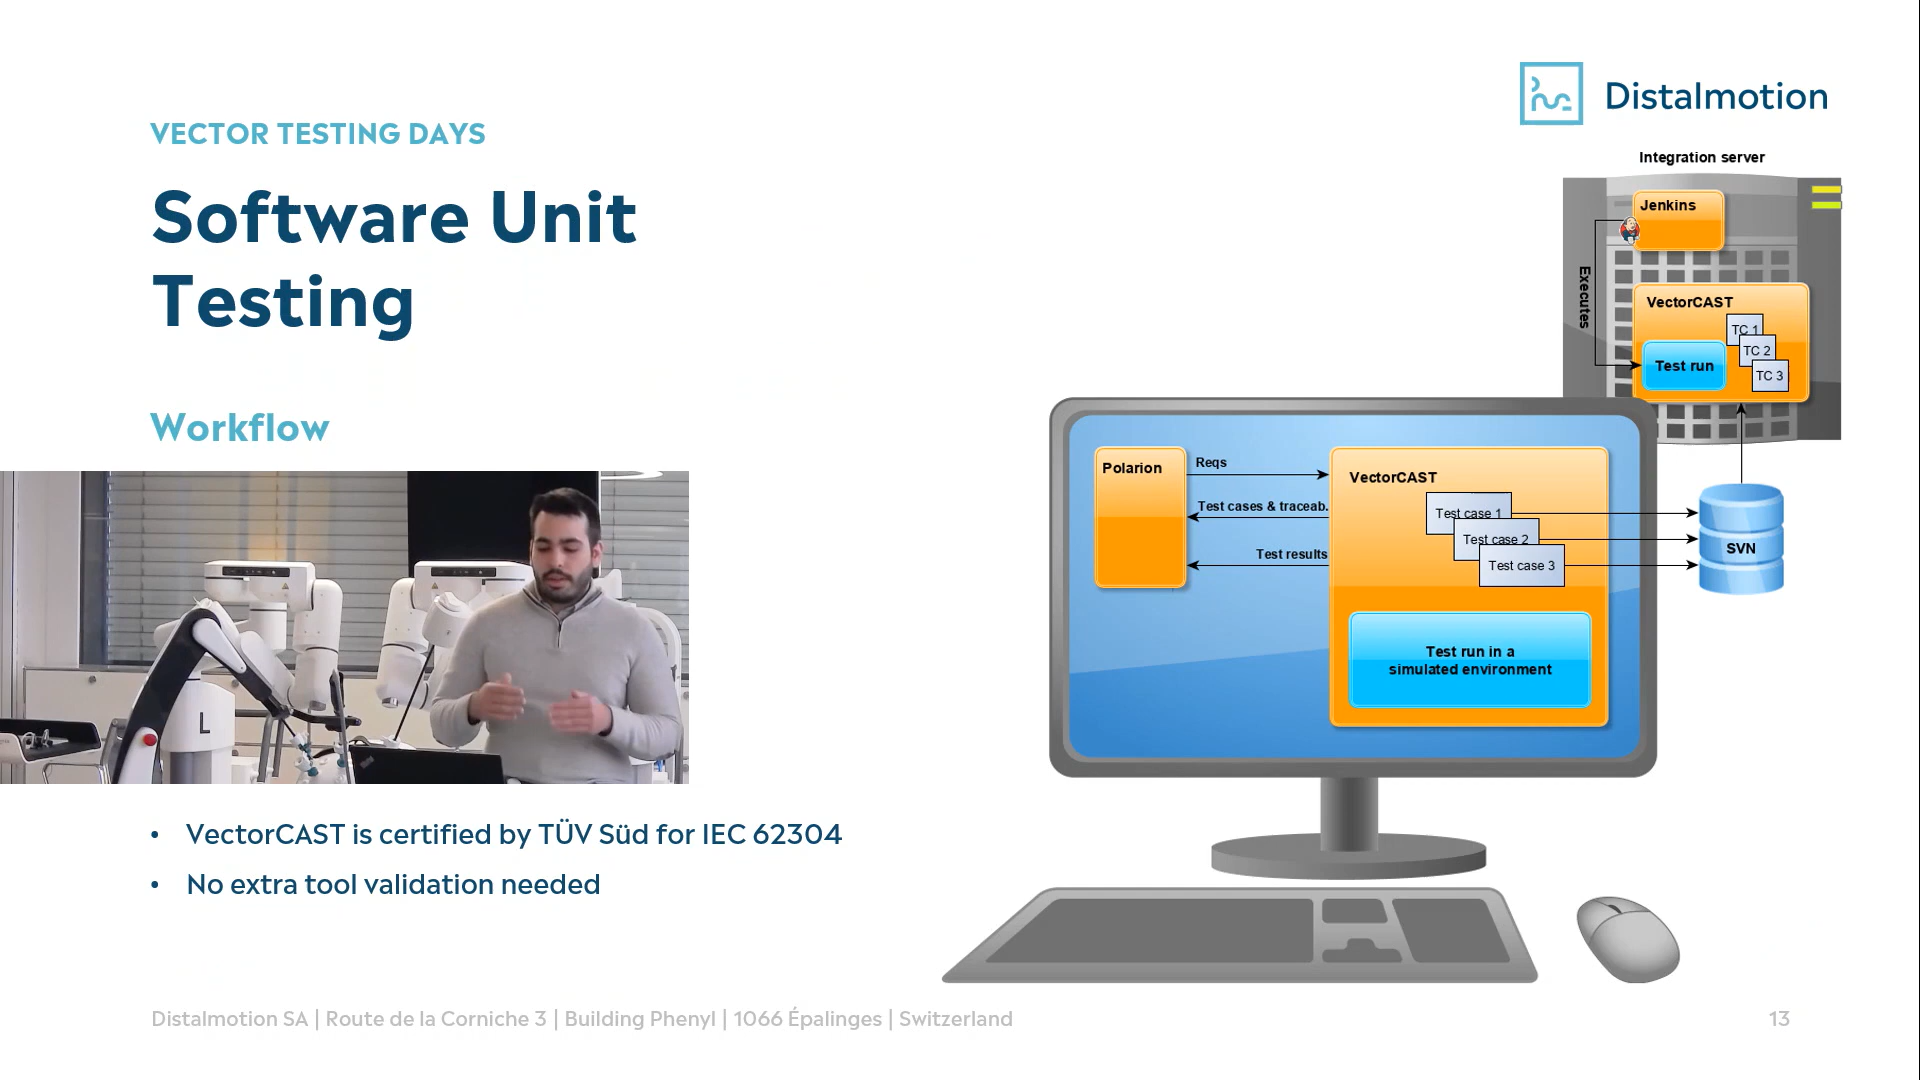 Distalmotion
VECTOR TESTING DAYS
Software Unit
Testing
Workflow
L
VectorCAST is certified by TÜV Süd for IEC 62304
No extra tool validation needed
Integration server
Jenkins
Executes
VectorCAST
TC 1
TC 2
TC 3
Test run
Polarion
Reqs
Test cases & traceab.
Test results
VectorCAST
Test case 1
Test case 2
Test case 3
SVN
Test run in a
simulated environment
Distalmotion SA | Route de la Corniche 3 | Building Phenyl | 1066 Épalinges | Switzerland
13